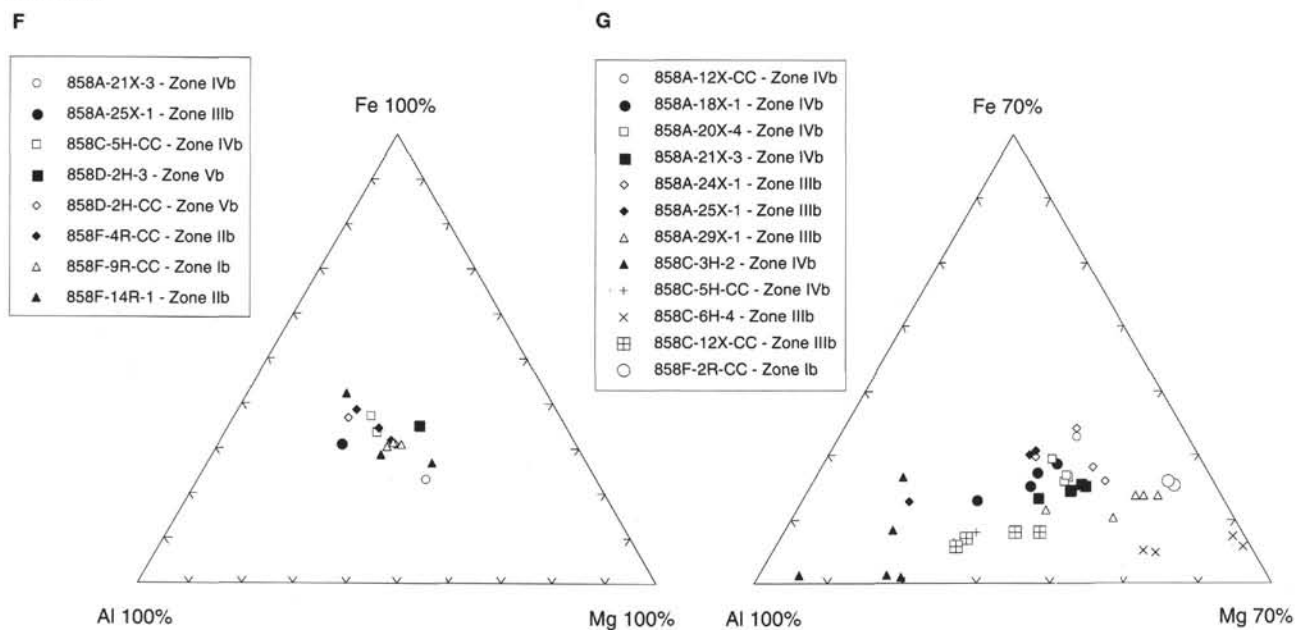 F
858A-21X-3 - Zone IVb
858A-25X-1 - Zone IIIb
858C-5H-CC - Zone IVb
858D-2H-3 - Zone Vb
858D-2H-CC - Zone Vb
858F-4R-CC - Zone IIb
858F-9R-CC - Zone Ib
858F-14R-1 - Zone IIb
Fe 100%
Al 100%
Mg 100%
G
858A-12X-CC - Zone IVb
858A-18X-1 - Zone IVb
858A-20X-4 - Zone IVb
858A-21X-3 - Zone IVb
858A-24X-1 - Zone IIIb
858A-25X-1 - Zone IIIb
858A-29X-1 - Zone IIIb
858C-3H-2 - Zone IVb
858C-5H-CC - Zone IVb
858C-6H-4 - Zone IIIb
858C-12X-CC - Zone IIIb
858F-2R-CC - Zone Ib
Fe 70%
Al 100%
Mg 70%